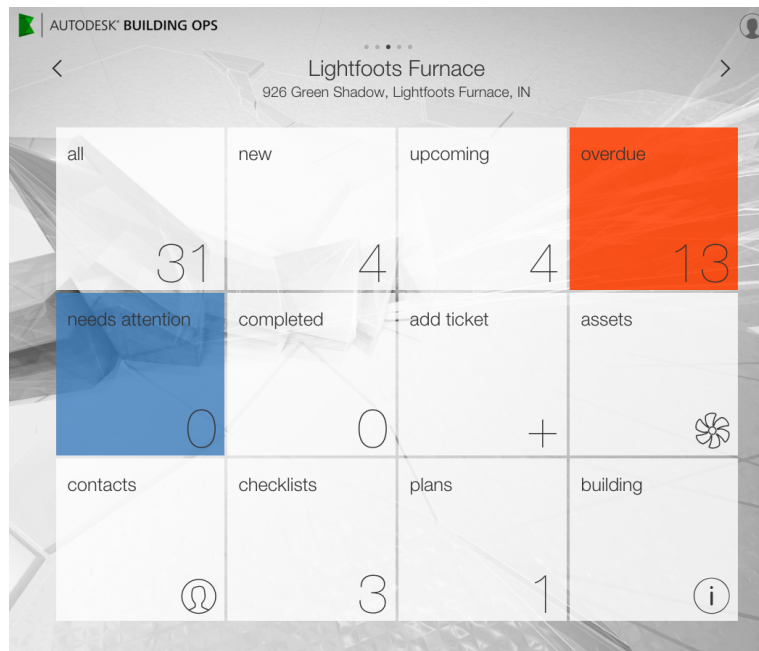 AUTODESK® BUILDING OPS
Lightfoots Furnace
926 Green Shadow, Lightfoots Furnace, IN
all
new
upcoming
overdue
31
4
4
13
needs attention
completed
add ticket
assets
0
0
+
contacts
checklists
plans
building
3
1
i